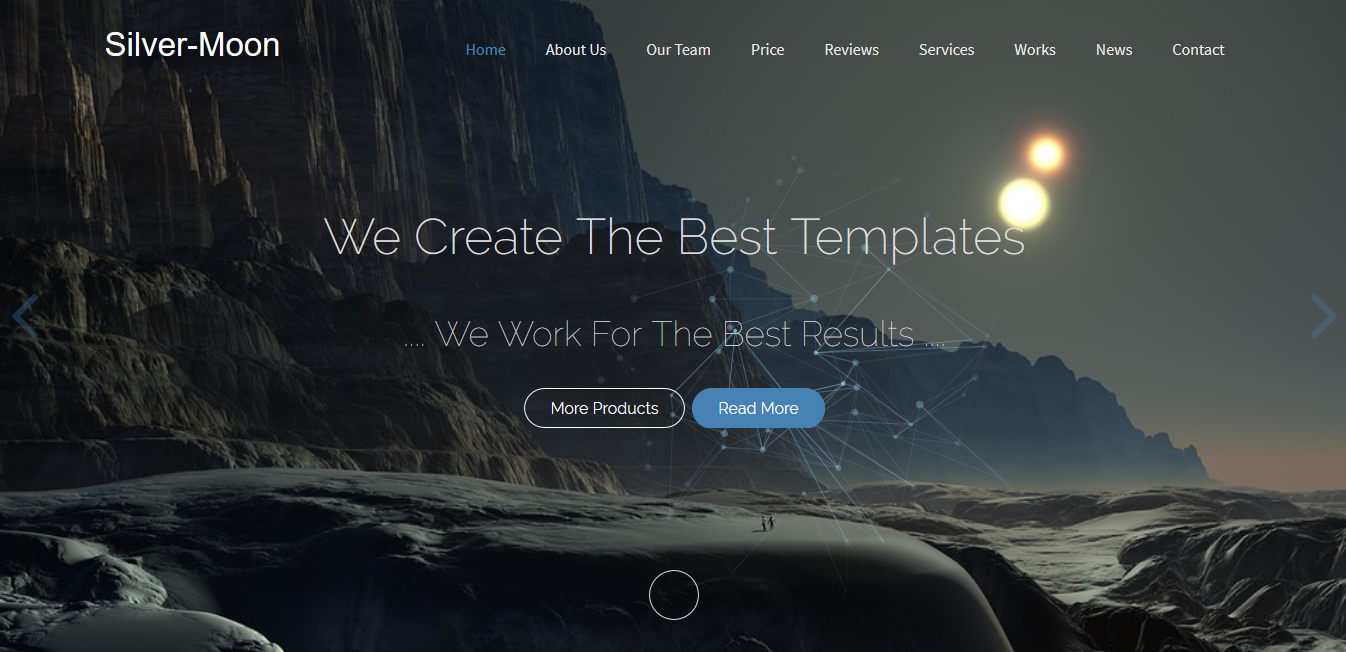 Silver-Moon
Home About Us Our Team Price Reviews Services Works News Contact
We Create The Best Templates
.... We Work For The Best Results ....
More Products Read More